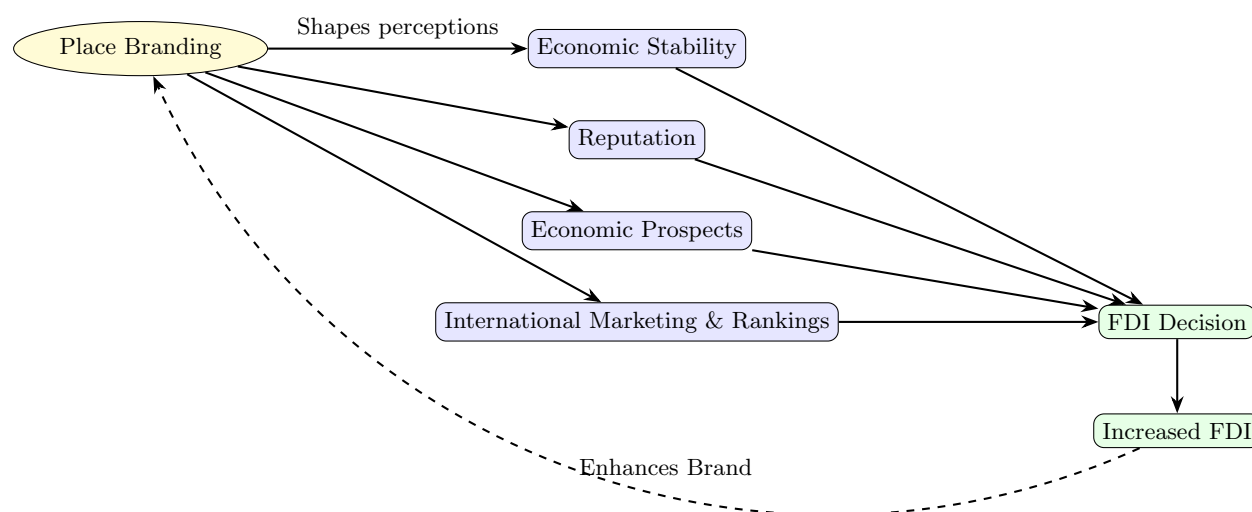 Place Branding
Shapes perceptions
Economic Stability
Reputation
Economic Prospects
International Marketing & Rankings
FDI Decision
Increased FDI
Enhances Brand